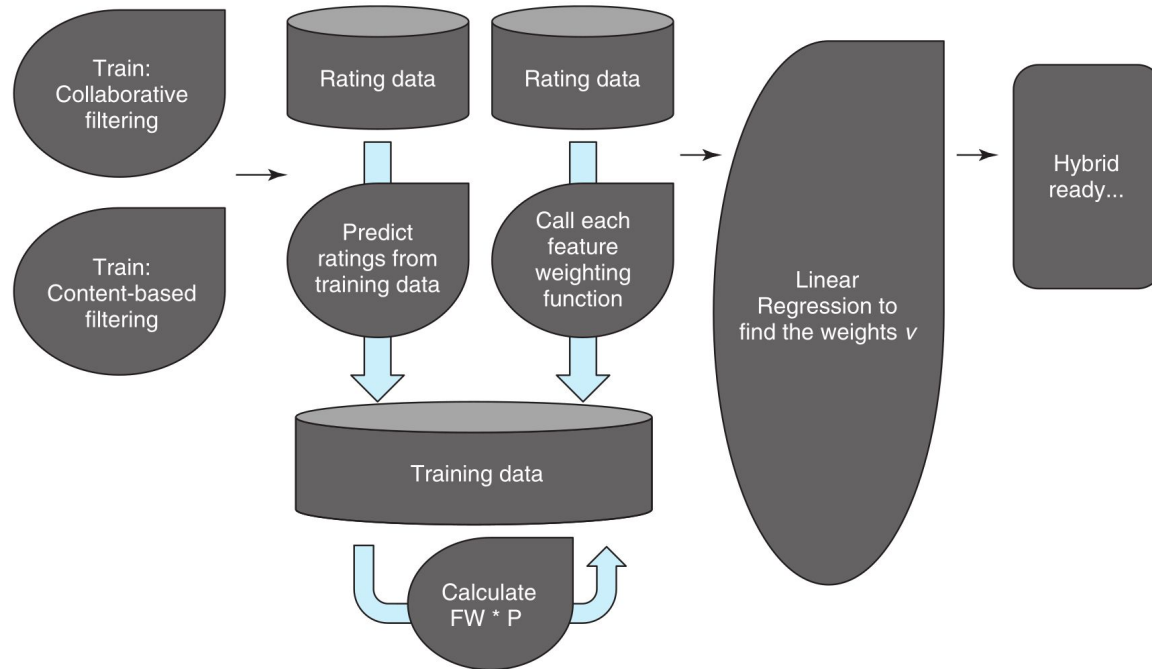 Train:
Collaborative
filtering
Train:
Content-based
filtering
Rating data
Predict
ratings from
training data
Rating data
Call each
feature
weighting
function
Training data
Calculate
FW * P
Linear
Regression to
find the weights v
Hybrid
ready...